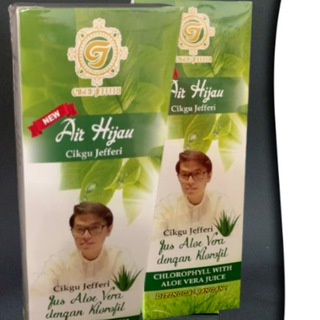 NEW
Air Hijau
Cikgu Jefferi
Cikgu Jefferi
Jus Aloe Vera
dengan Klorofil
Air Hijau
Cikgu Jefferi
Cikgu Jefferi
Jus Aloe Vera
dengan Klorofil
CHLOROPHYLL WITH
ALOE VERA JUICE